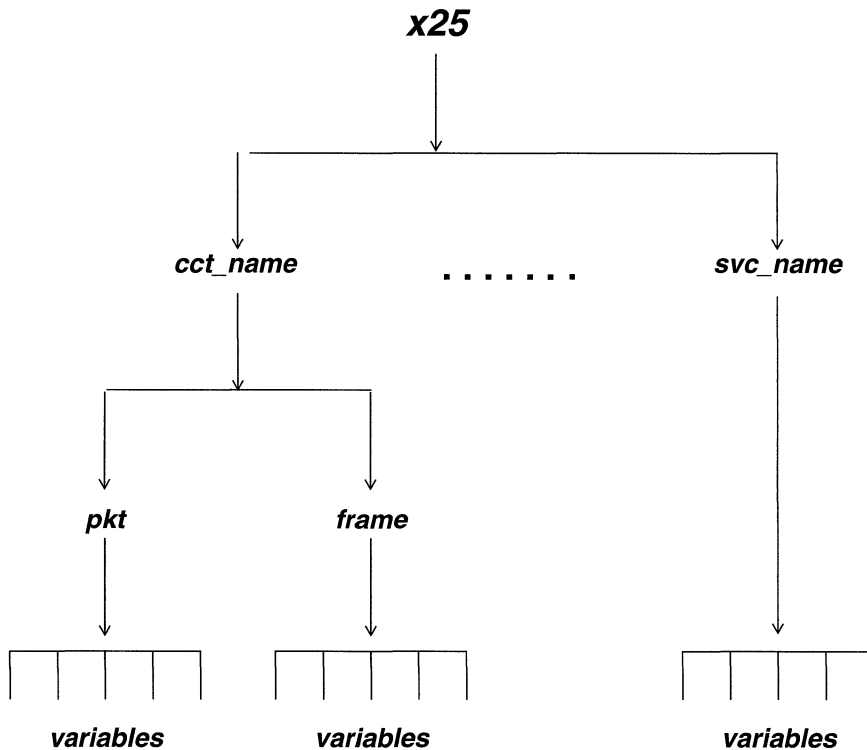 x25
cct_name
. . . . . . .
svc_name
pkt
frame
variables
variables
variables